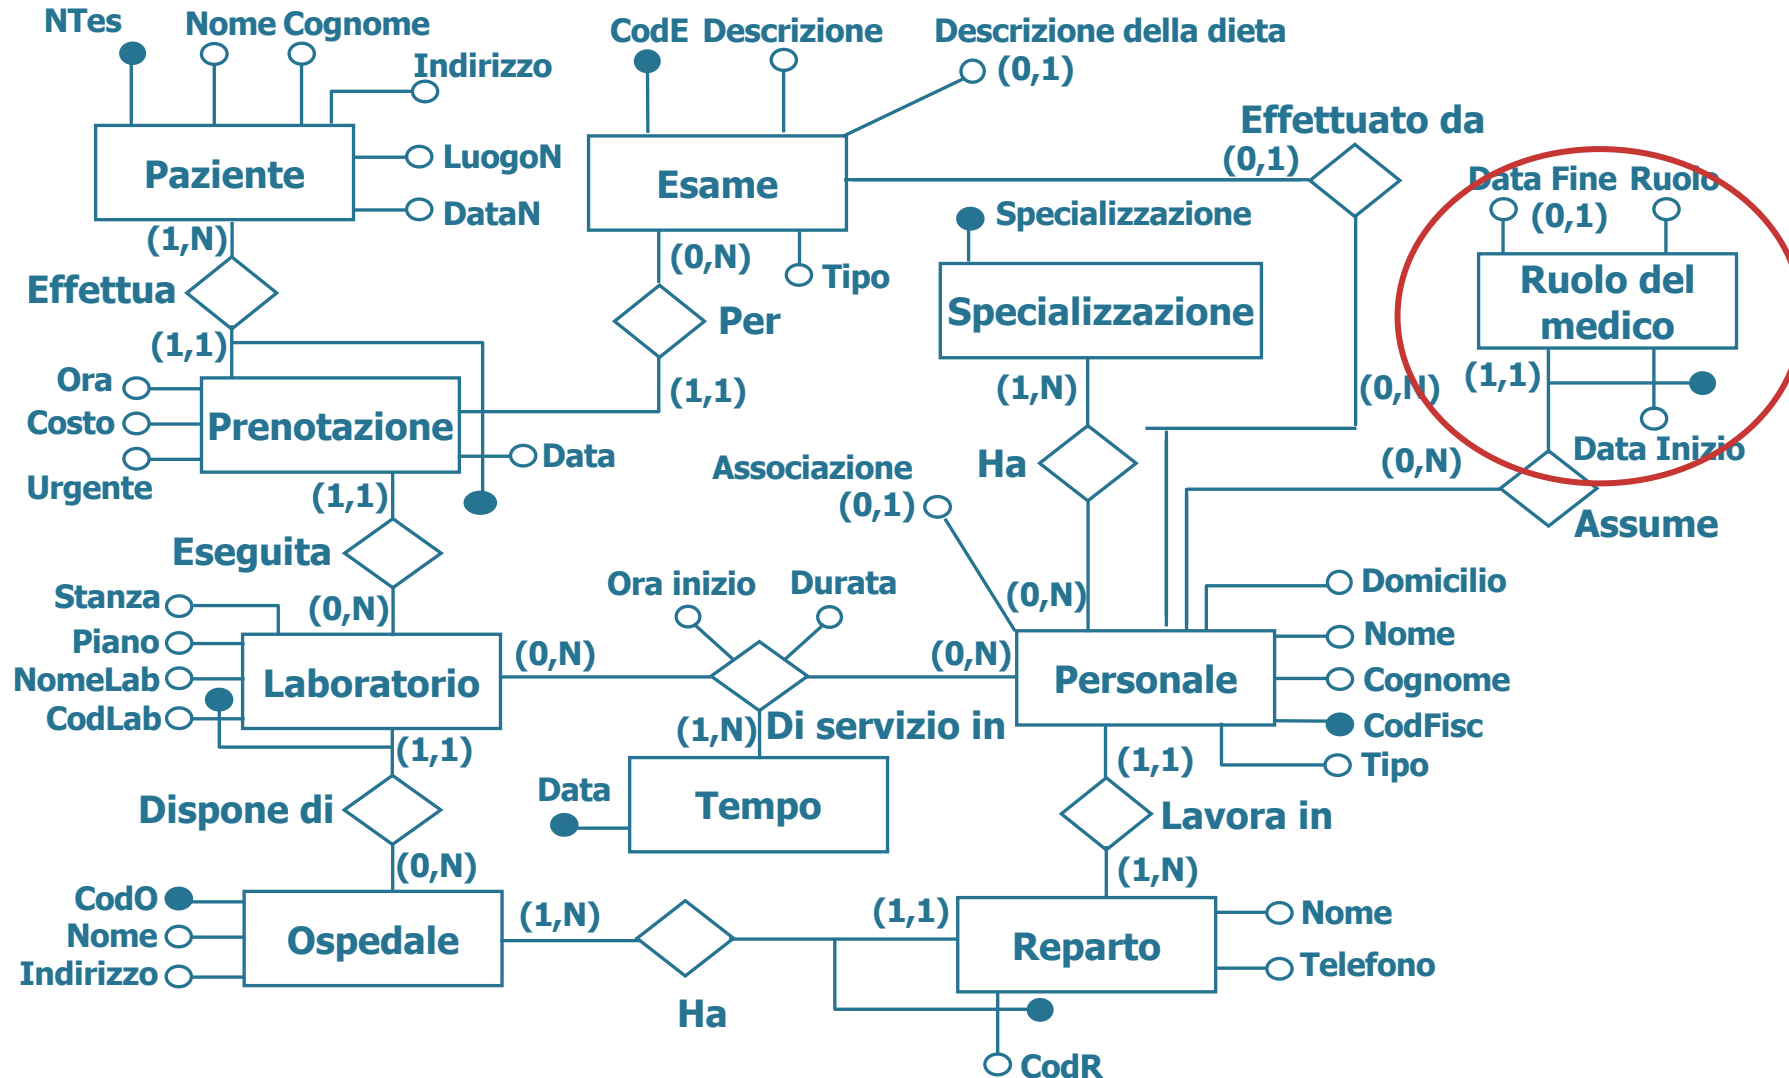 NTes
Nome Cognome
Indirizzo
Paziente
LuogoN
DataN
(1,N)
Effettua
(1,1)
CodE Descrizione
Descrizione della dieta
(0,1)
Esame
(0,N)
Tipo
Per
(1,1)
Effettuato da
(0,1)
(0,N)
Specializzazione
Specializzazione
(1,N)
Ha
(0,N)
Data Fine Ruolo
(0,1)
Ruolo del
medico
(1,1)
Data Inizio
(0,N)
Assume
Ora
Costo
Urgente
Prenotazione
Data
(1,1)
Eseguita
(0,N)
Stanza
Piano
NomeLab
CodLab
Laboratorio
(0,N)
Ora inizio
Durata
Di servizio in
(0,N)
(1,N)
Data
Tempo
Associazione
(0,1)
Personale
Domicilio
Nome
Cognome
CodFisc
Tipo
(1,1)
Lavora in
(1,N)
(1,1)
Dispone di
(0,N)
CodO
Nome
Indirizzo
Ospedale
(1,N)
Ha
(1,1)
Reparto
Nome
Telefono
CodR